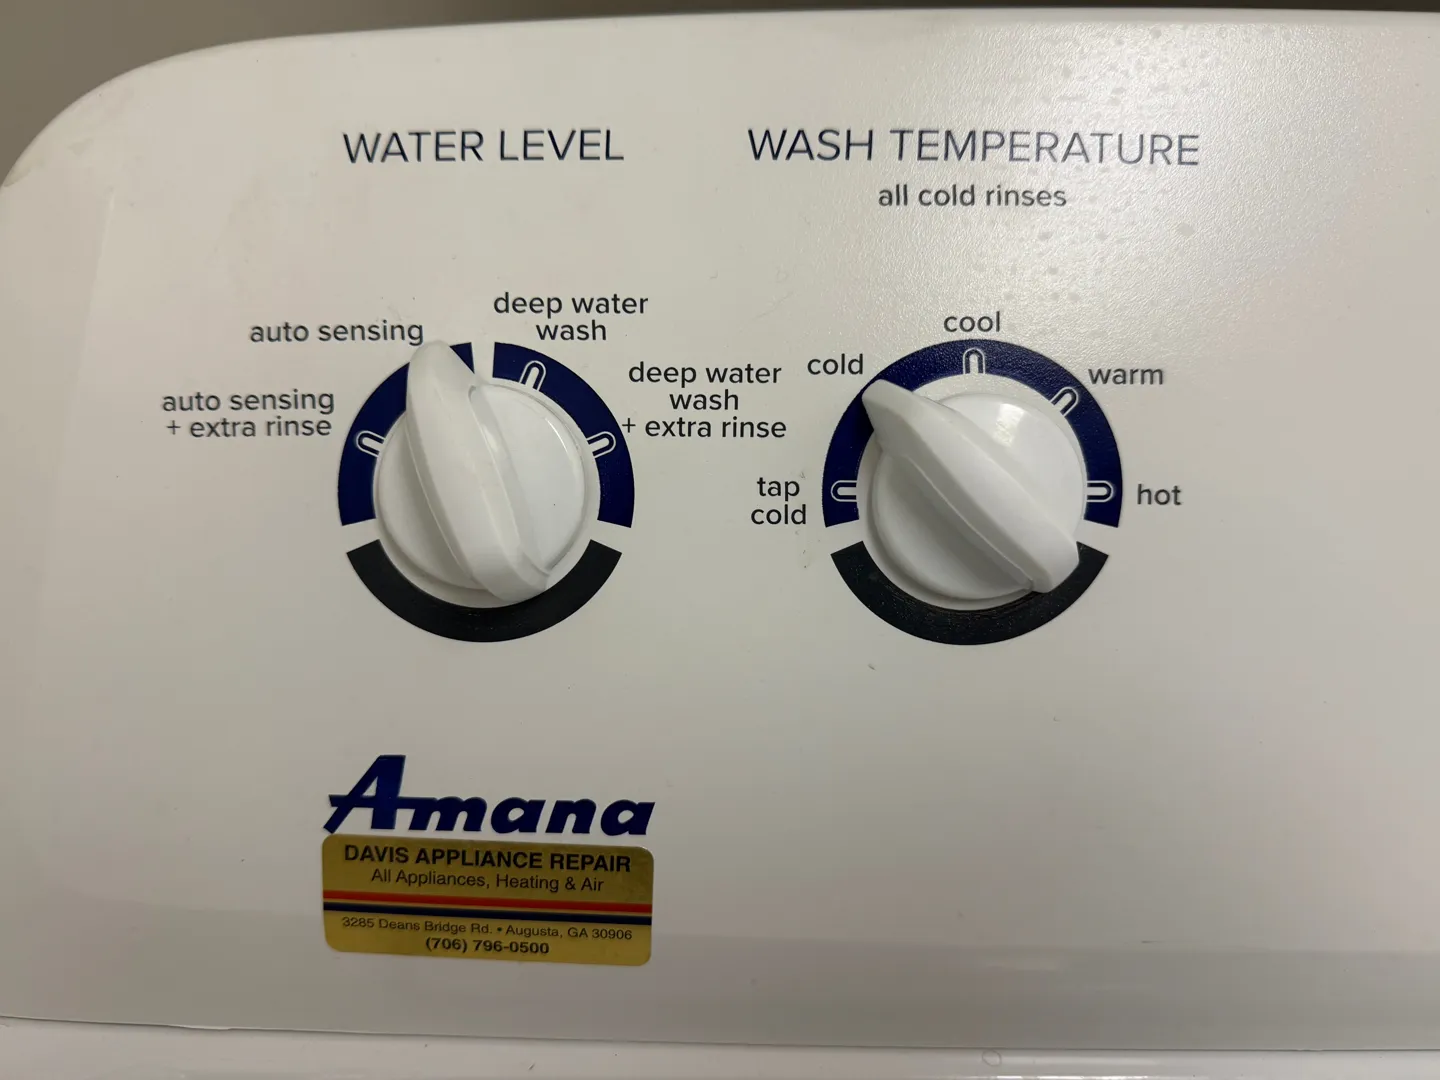 WATER LEVEL
auto sensing
auto sensing
+ extra rinse
deep water
wash
deep water
wash
+ extra rinse
WASH TEMPERATURE
all cold rinses
tap
cold
cold
cool
warm
hot
Amana
DAVIS APPLIANCE REPAIR
All Appliances, Heating & Air
3285 Deans Bridge Rd. • Augusta, GA 30906
(706) 796-0500